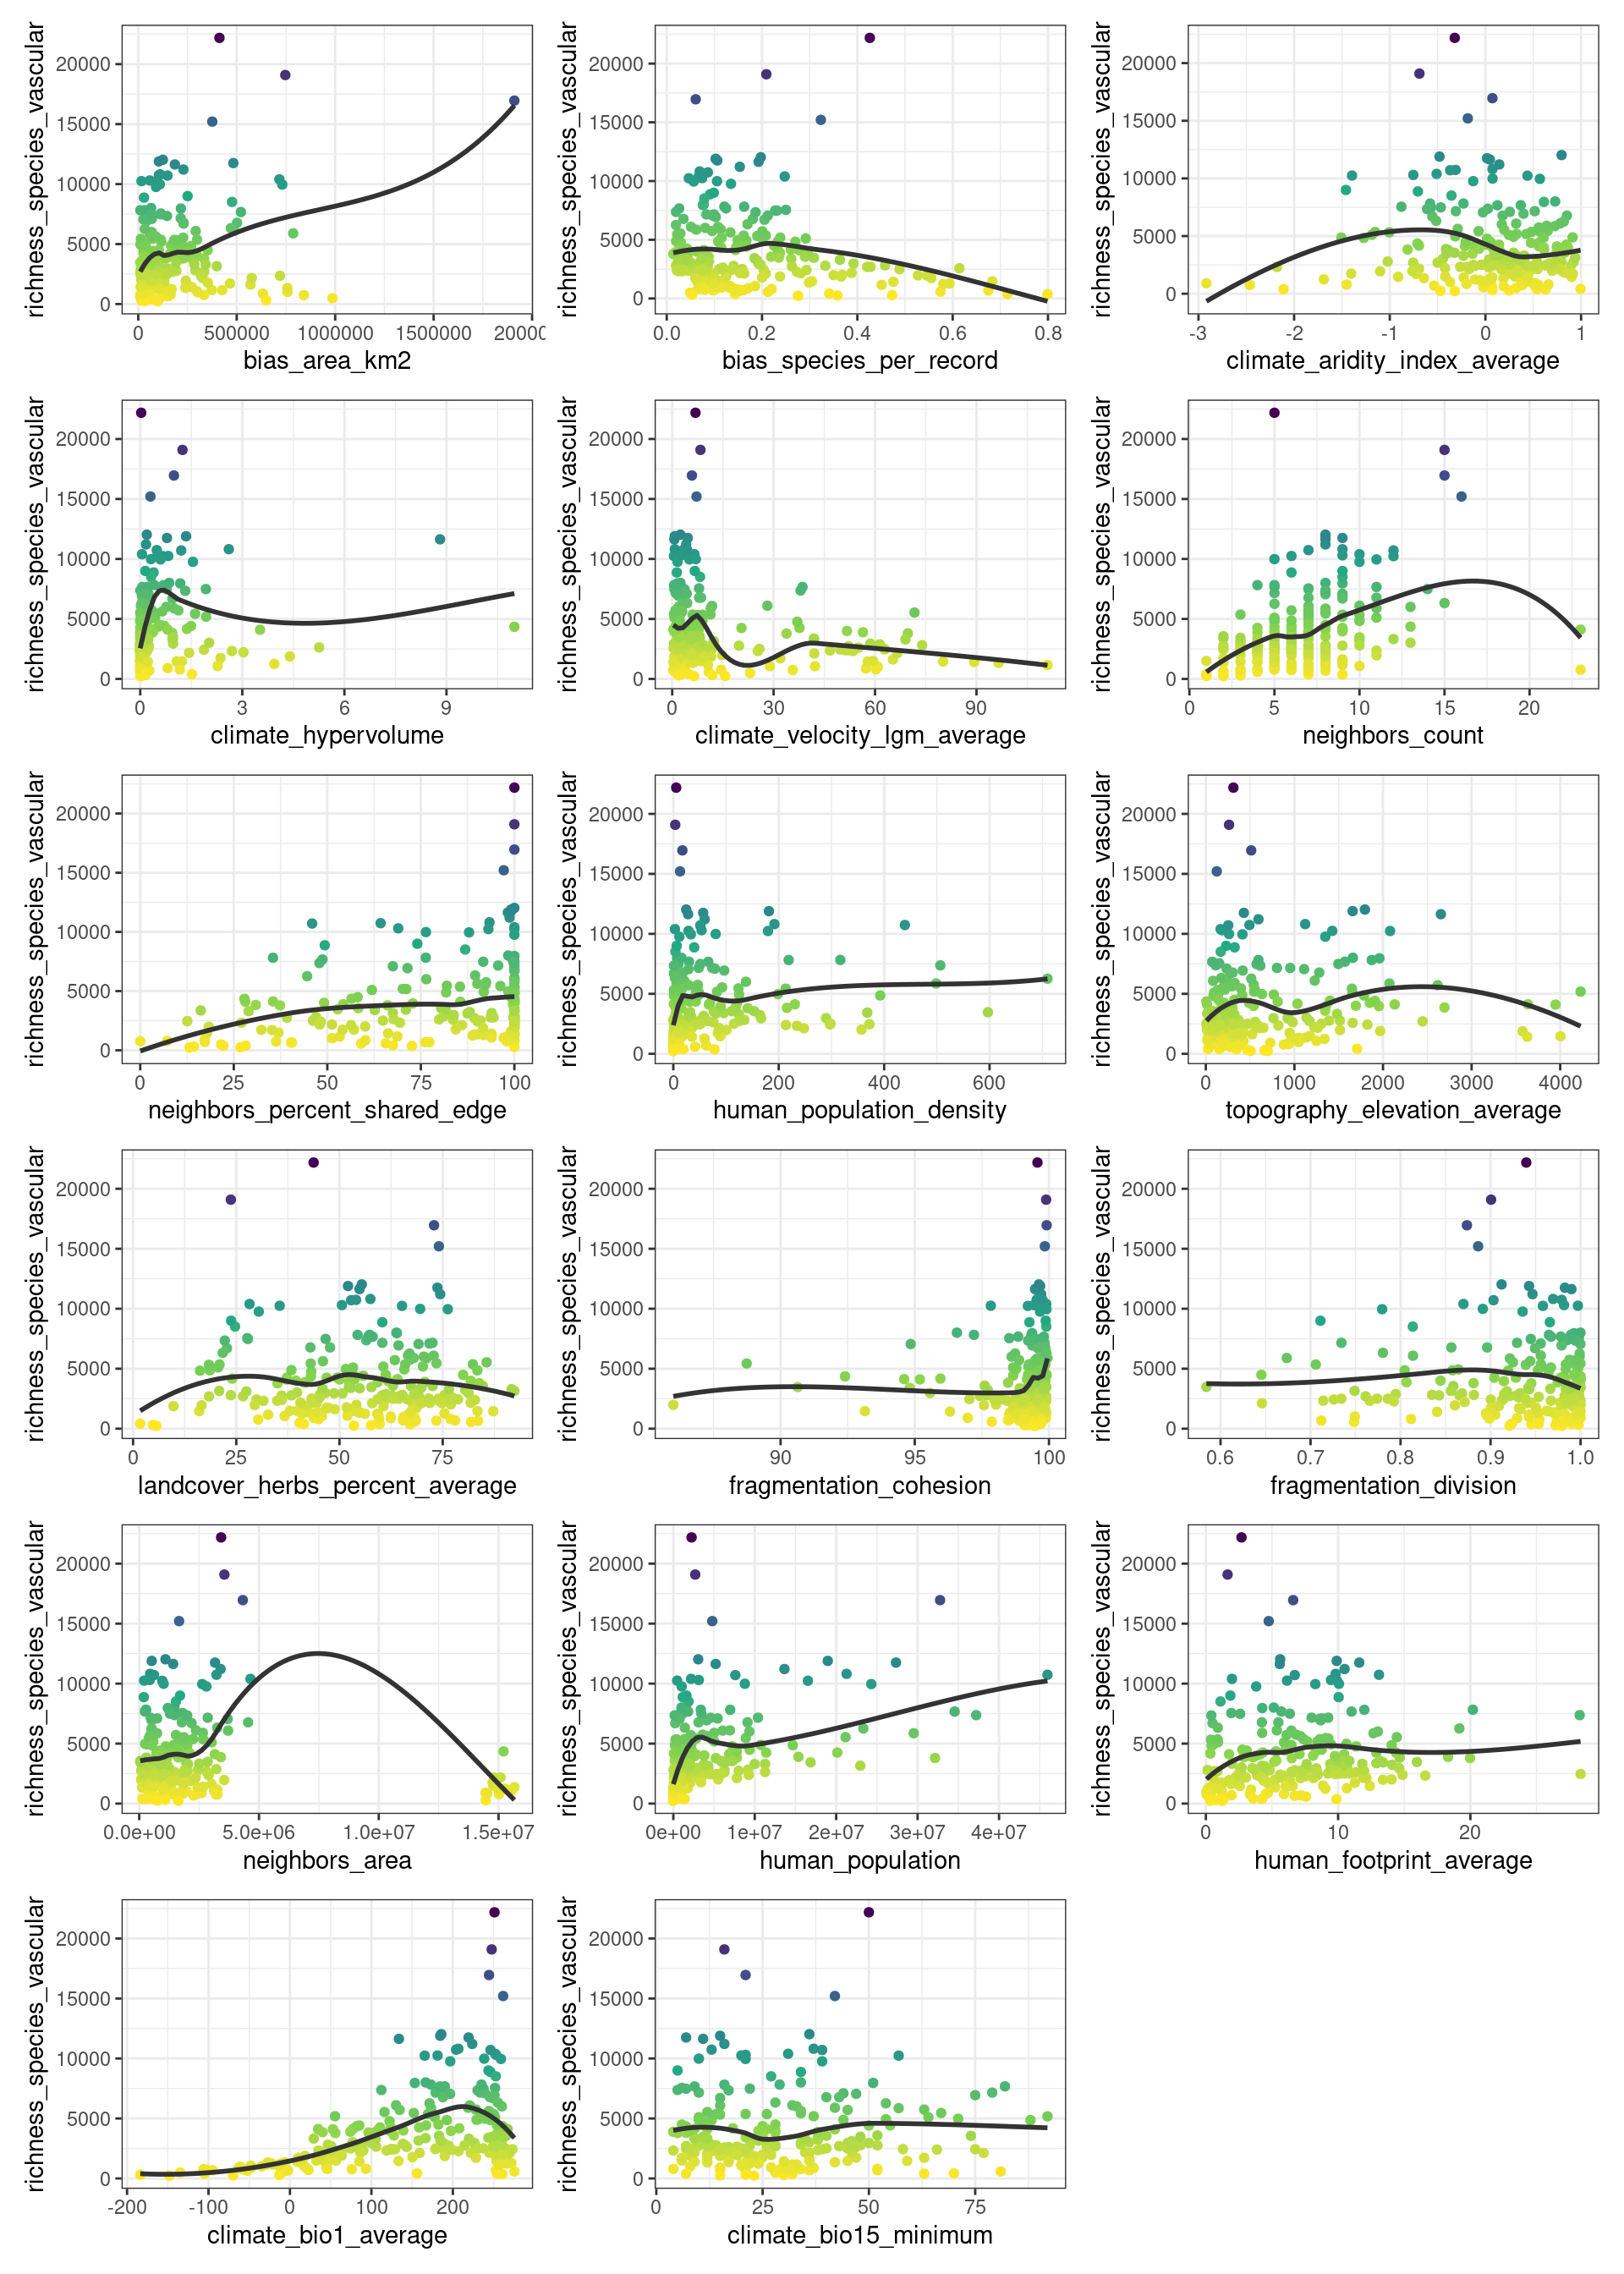 richness_species_vascular
20000
15000
10000
5000
0
0 500000 1000000 1500000 20000
bias_area_km2
richness_species_vascular
20000
15000
10000
5000
0
0.0 0.2 0.4 0.6 0.8
bias_species_per_record
richness_species_vascular
20000
15000
10000
5000
0
-3 -2 -1 0 1
climate_aridity_index_average
richness_species_vascular
20000
15000
10000
5000
0
0 3 6 9
climate_hypervolume
richness_species_vascular
20000
15000
10000
5000
0
0 30 60 90
climate_velocity_lgm_average
richness_species_vascular
20000
15000
10000
5000
0
0 5 10 15 20
neighbors_count
richness_species_vascular
20000
15000
10000
5000
0
0 25 50 75 100
neighbors_percent_shared_edge
richness_species_vascular
20000
15000
10000
5000
0
0 200 400 600
human_population_density
richness_species_vascular
20000
15000
10000
5000
0
0 1000 2000 3000 4000
topography_elevation_average
richness_species_vascular
20000
15000
10000
5000
0
0 25 50 75
landcover_herbs_percent_average
richness_species_vascular
20000
15000
10000
5000
0
90 95 100
fragmentation_cohesion
richness_species_vascular
20000
15000
10000
5000
0
0.6 0.7 0.8 0.9 1.0
fragmentation_division
richness_species_vascular
20000
15000
10000
5000
0
0.0e+00 5.0e+06 1.0e+07 1.5e+07
neighbors_area
richness_species_vascular
20000
15000
10000
5000
0
0e+00 1e+07 2e+07 3e+07 4e+07
human_population
richness_species_vascular
20000
15000
10000
5000
0
0 10 20
human_footprint_average
richness_species_vascular
20000
15000
10000
5000
0
-200 -100 0 100 200
climate_bio1_average
richness_species_vascular
20000
15000
10000
5000
0
0 25 50 75
climate_bio15_minimum